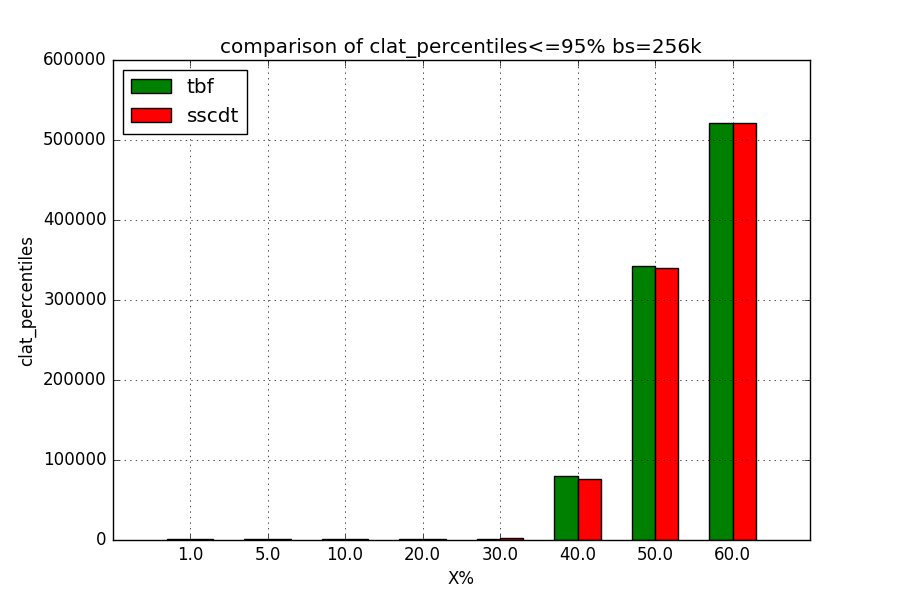 comparison of clat_percentiles<=95% bs=256k
600000
500000
400000
300000
200000
100000
0
tbf
sscdt
clat_percentiles
1.0 5.0 10.0 20.0 30.0 40.0 50.0 60.0
X%